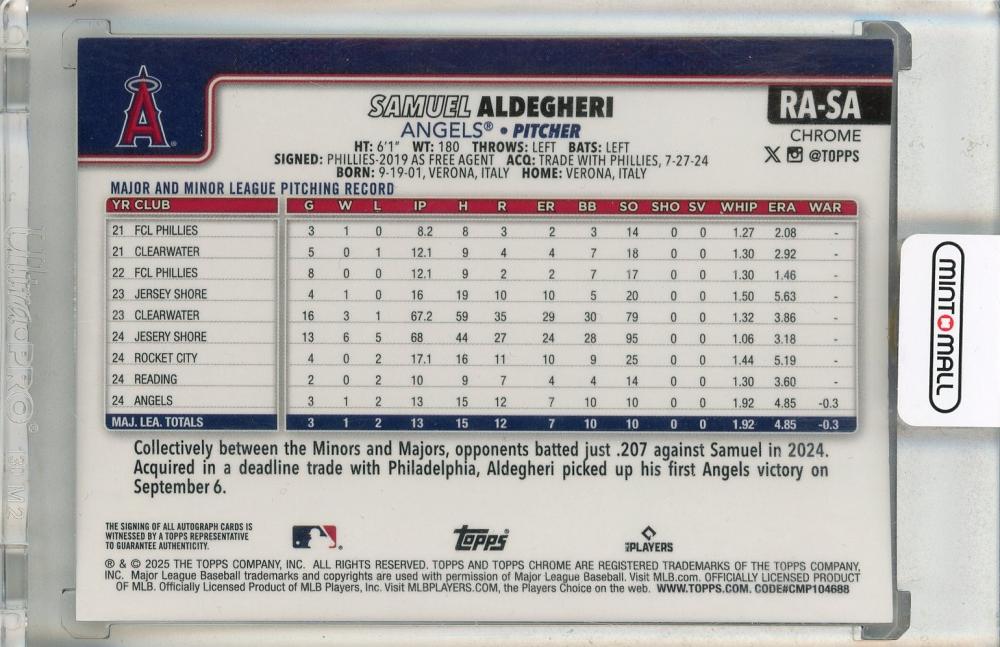 A
SAMUEL ALDEGHERI
ANGELS® • PITCHER
RA-SA
CHROME
X @TOPPS
HT: 6'1" WT: 180 THROWS: LEFT BATS: LEFT
SIGNED: PHILLIES-2019 AS FREE AGENT ACQ: TRADE WITH PHILLIES, 7-27-24
BORN: 9-19-01, VERONA, ITALY HOME: VERONA, ITALY
MAJOR AND MINOR LEAGUE PITCHING RECORD
YR CLUB G W L IP H R ER BB SO SHO SV WHIP ERA WAR
21 FCL PHILLIES 3 1 0 8.2 8 3 2 3 14 0 0 1.27 2.08 -
21 CLEARWATER 5 0 1 12.1 9 4 4 7 18 0 0 1.30 2.92 -
22 FCL PHILLIES 8 0 0 12.1 9 2 2 7 17 0 0 1.30 1.46 -
23 JERSEY SHORE 4 1 0 16 19 10 10 5 20 0 0 1.50 5.63 -
23 CLEARWATER 16 3 1 67.2 59 35 29 30 79 0 0 1.32 3.86 -
24 JESERY SHORE 13 6 5 68 44 27 24 28 95 0 0 1.06 3.18 -
24 ROCKET CITY 4 0 2 17.1 16 11 10 9 25 0 0 1.44 5.19 -
24 READING 2 0 2 10 9 7 4 4 14 0 0 1.30 3.60 -
24 ANGELS 3 1 2 13 15 12 7 10 10 0 0 1.92 4.85 -0.3
MAJ. LEA. TOTALS 3 1 2 13 15 12 7 10 10 0 0 1.92 4.85 -0.3
Collectively between the Minors and Majors, opponents batted just .207 against Samuel in 2024.
Acquired in a deadline trade with Philadelphia, Aldegheri picked up his first Angels victory on
September 6.
THE SIGNING OF ALL AUTOGRAPH CARDS IS
WITNESSED BY A TOPPS REPRESENTATIVE
TO GUARANTEE AUTHENTICITY.
Topps
PLAYERS
® & © 2025 THE TOPPS COMPANY, INC. ALL RIGHTS RESERVED. TOPPS AND TOPPS CHROME ARE REGISTERED TRADEMARKS OF THE TOPPS COMPANY,
INC. Major League Baseball trademarks and copyrights are used with permission of Major League Baseball. Visit MLB.com. OFFICIALLY LICENSED PRODUCT
OF MLB. Officially Licensed Product of MLB Players, Inc. Visit MLBPLAYERS.COM, the Players Choice on the web. WWW.TOPPS.COM. CODE#CMP104688
MINTOMALL
Ultra•PRO®